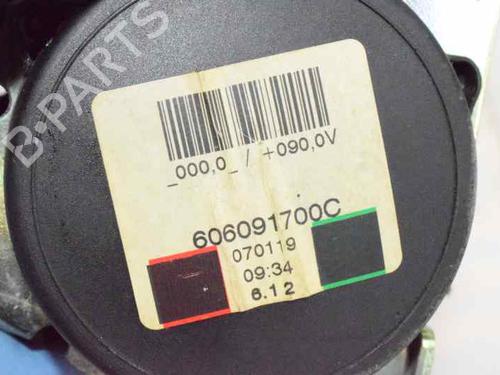 B-PARTS
_000,0_ / +090,0V
606091700C
070119
09:34
6.12